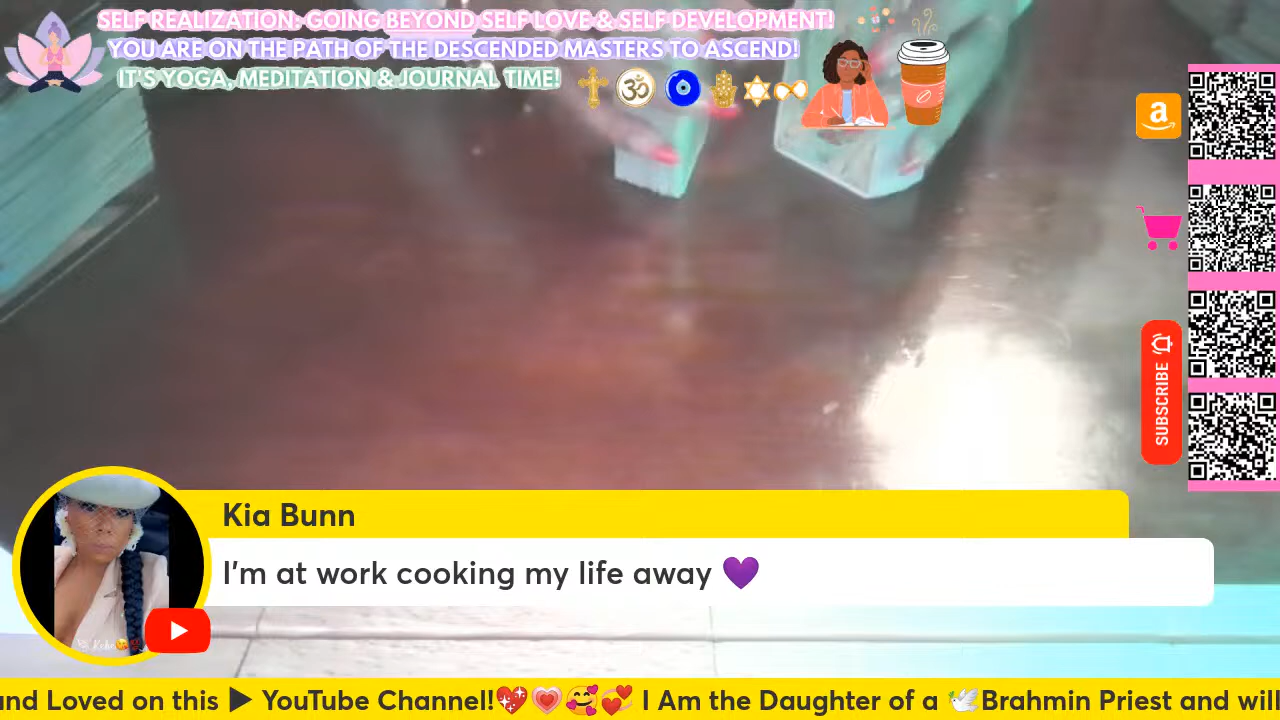 SELF REALIZATION: GOING BEYOND SELF LOVE & SELF DEVELOPMENT!
YOU ARE ON THE PATH OF THE DESCENDED MASTERS TO ASCEND!
IT'S YOGA, MEDITATION & JOURNAL TIME!
a
SUBSCRIBE
Kia Bunn
I'm at work cooking my life away 💜
and Loved on this ▶ YouTube Channel!💖💗🥰💞 I Am the Daughter of a 🕊️Brahmin Priest and will